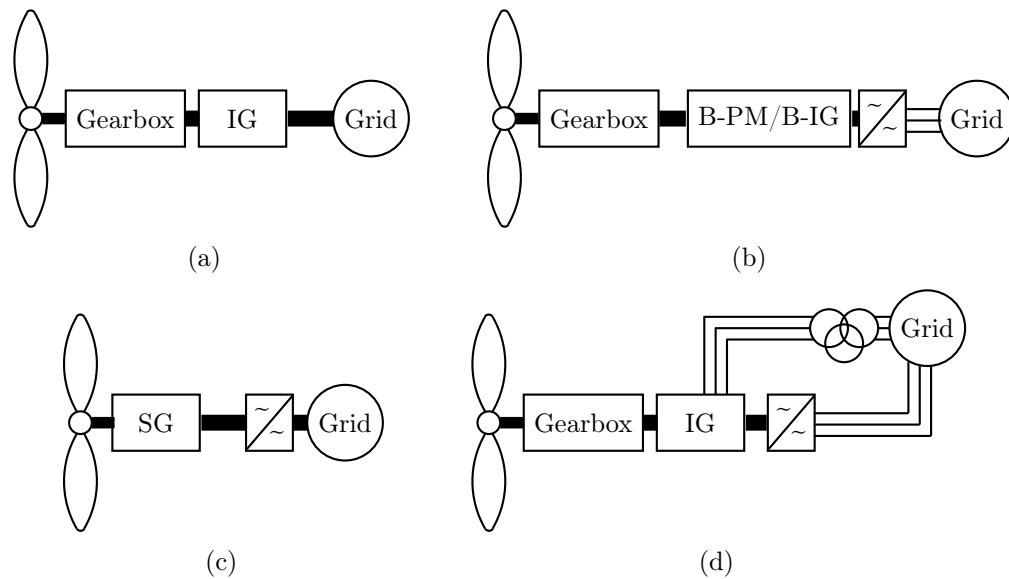 Gearbox IG Grid
(a)
Gearbox B-PM/B-IG ~ ~ Grid
(b)
SG ~ ~ Grid
(c)
Gearbox IG ~ ~ Grid
(d)